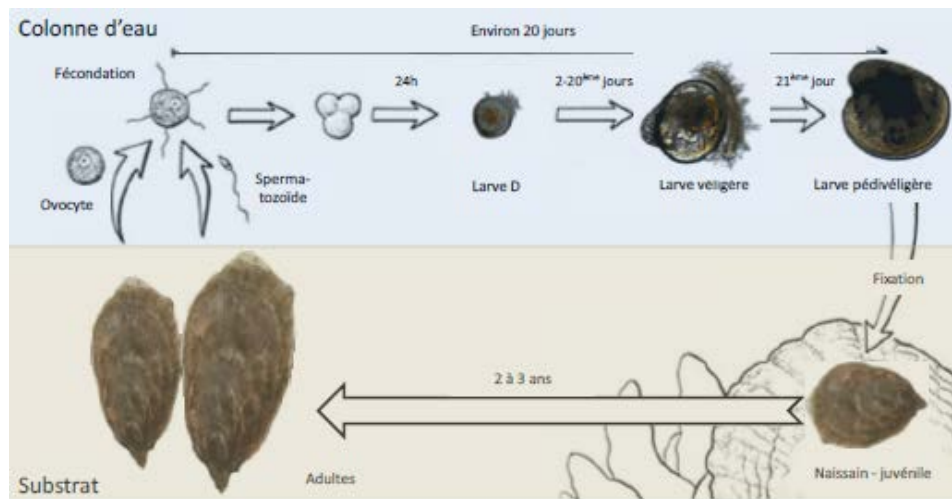 Colonne d'eau
Environ 20 jours
Fécondation
24h
2-20ème jours
21ème jour
Ovocyte
Sperma-
tozoïde
Larve D
Larve véligère
Larve pédivéligère
Fixation
2 à 3 ans
Adultes
Naissain - juvénile
Substrat